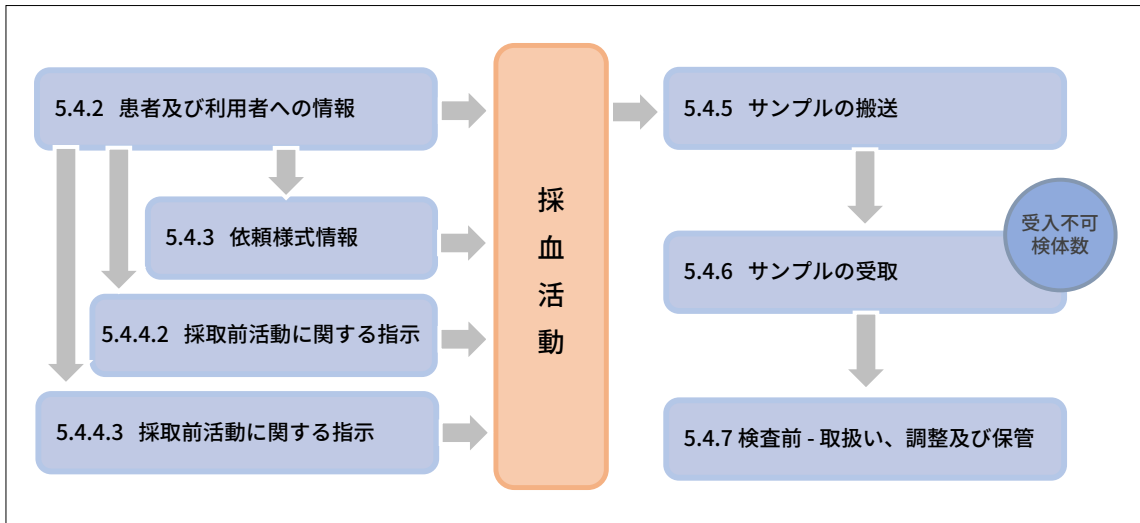 5.4.2 患者及び利用者への情報
5.4.3 依頼様式情報
5.4.4.2 採取前活動に関する指示
5.4.4.3 採取前活動に関する指示
採血活動
5.4.5 サンプルの搬送
受入不可
検体数
5.4.6 サンプルの受取
5.4.7 検査前 - 取扱い、調整及び保管